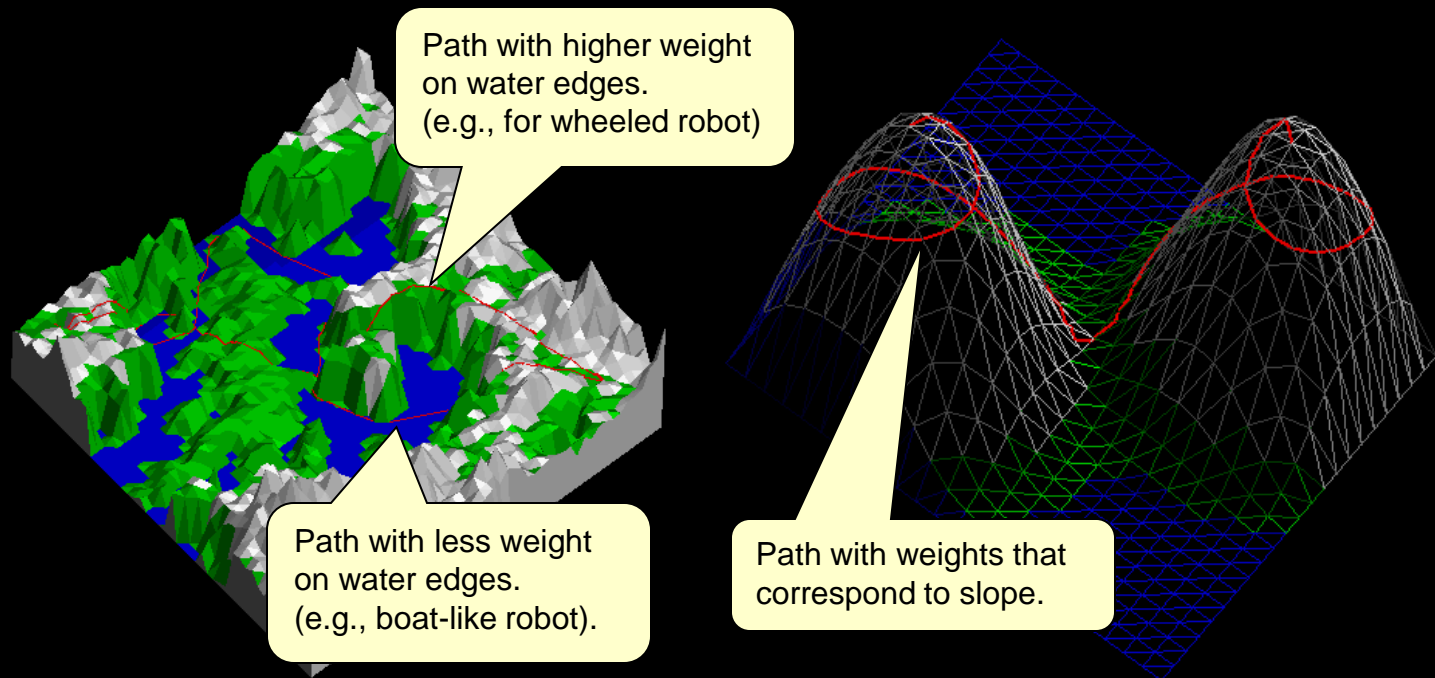 Path with higher weight
on water edges.
(e.g., for wheeled robot)
Path with less weight
on water edges.
(e.g., boat-like robot).
Path with weights that
correspond to slope.